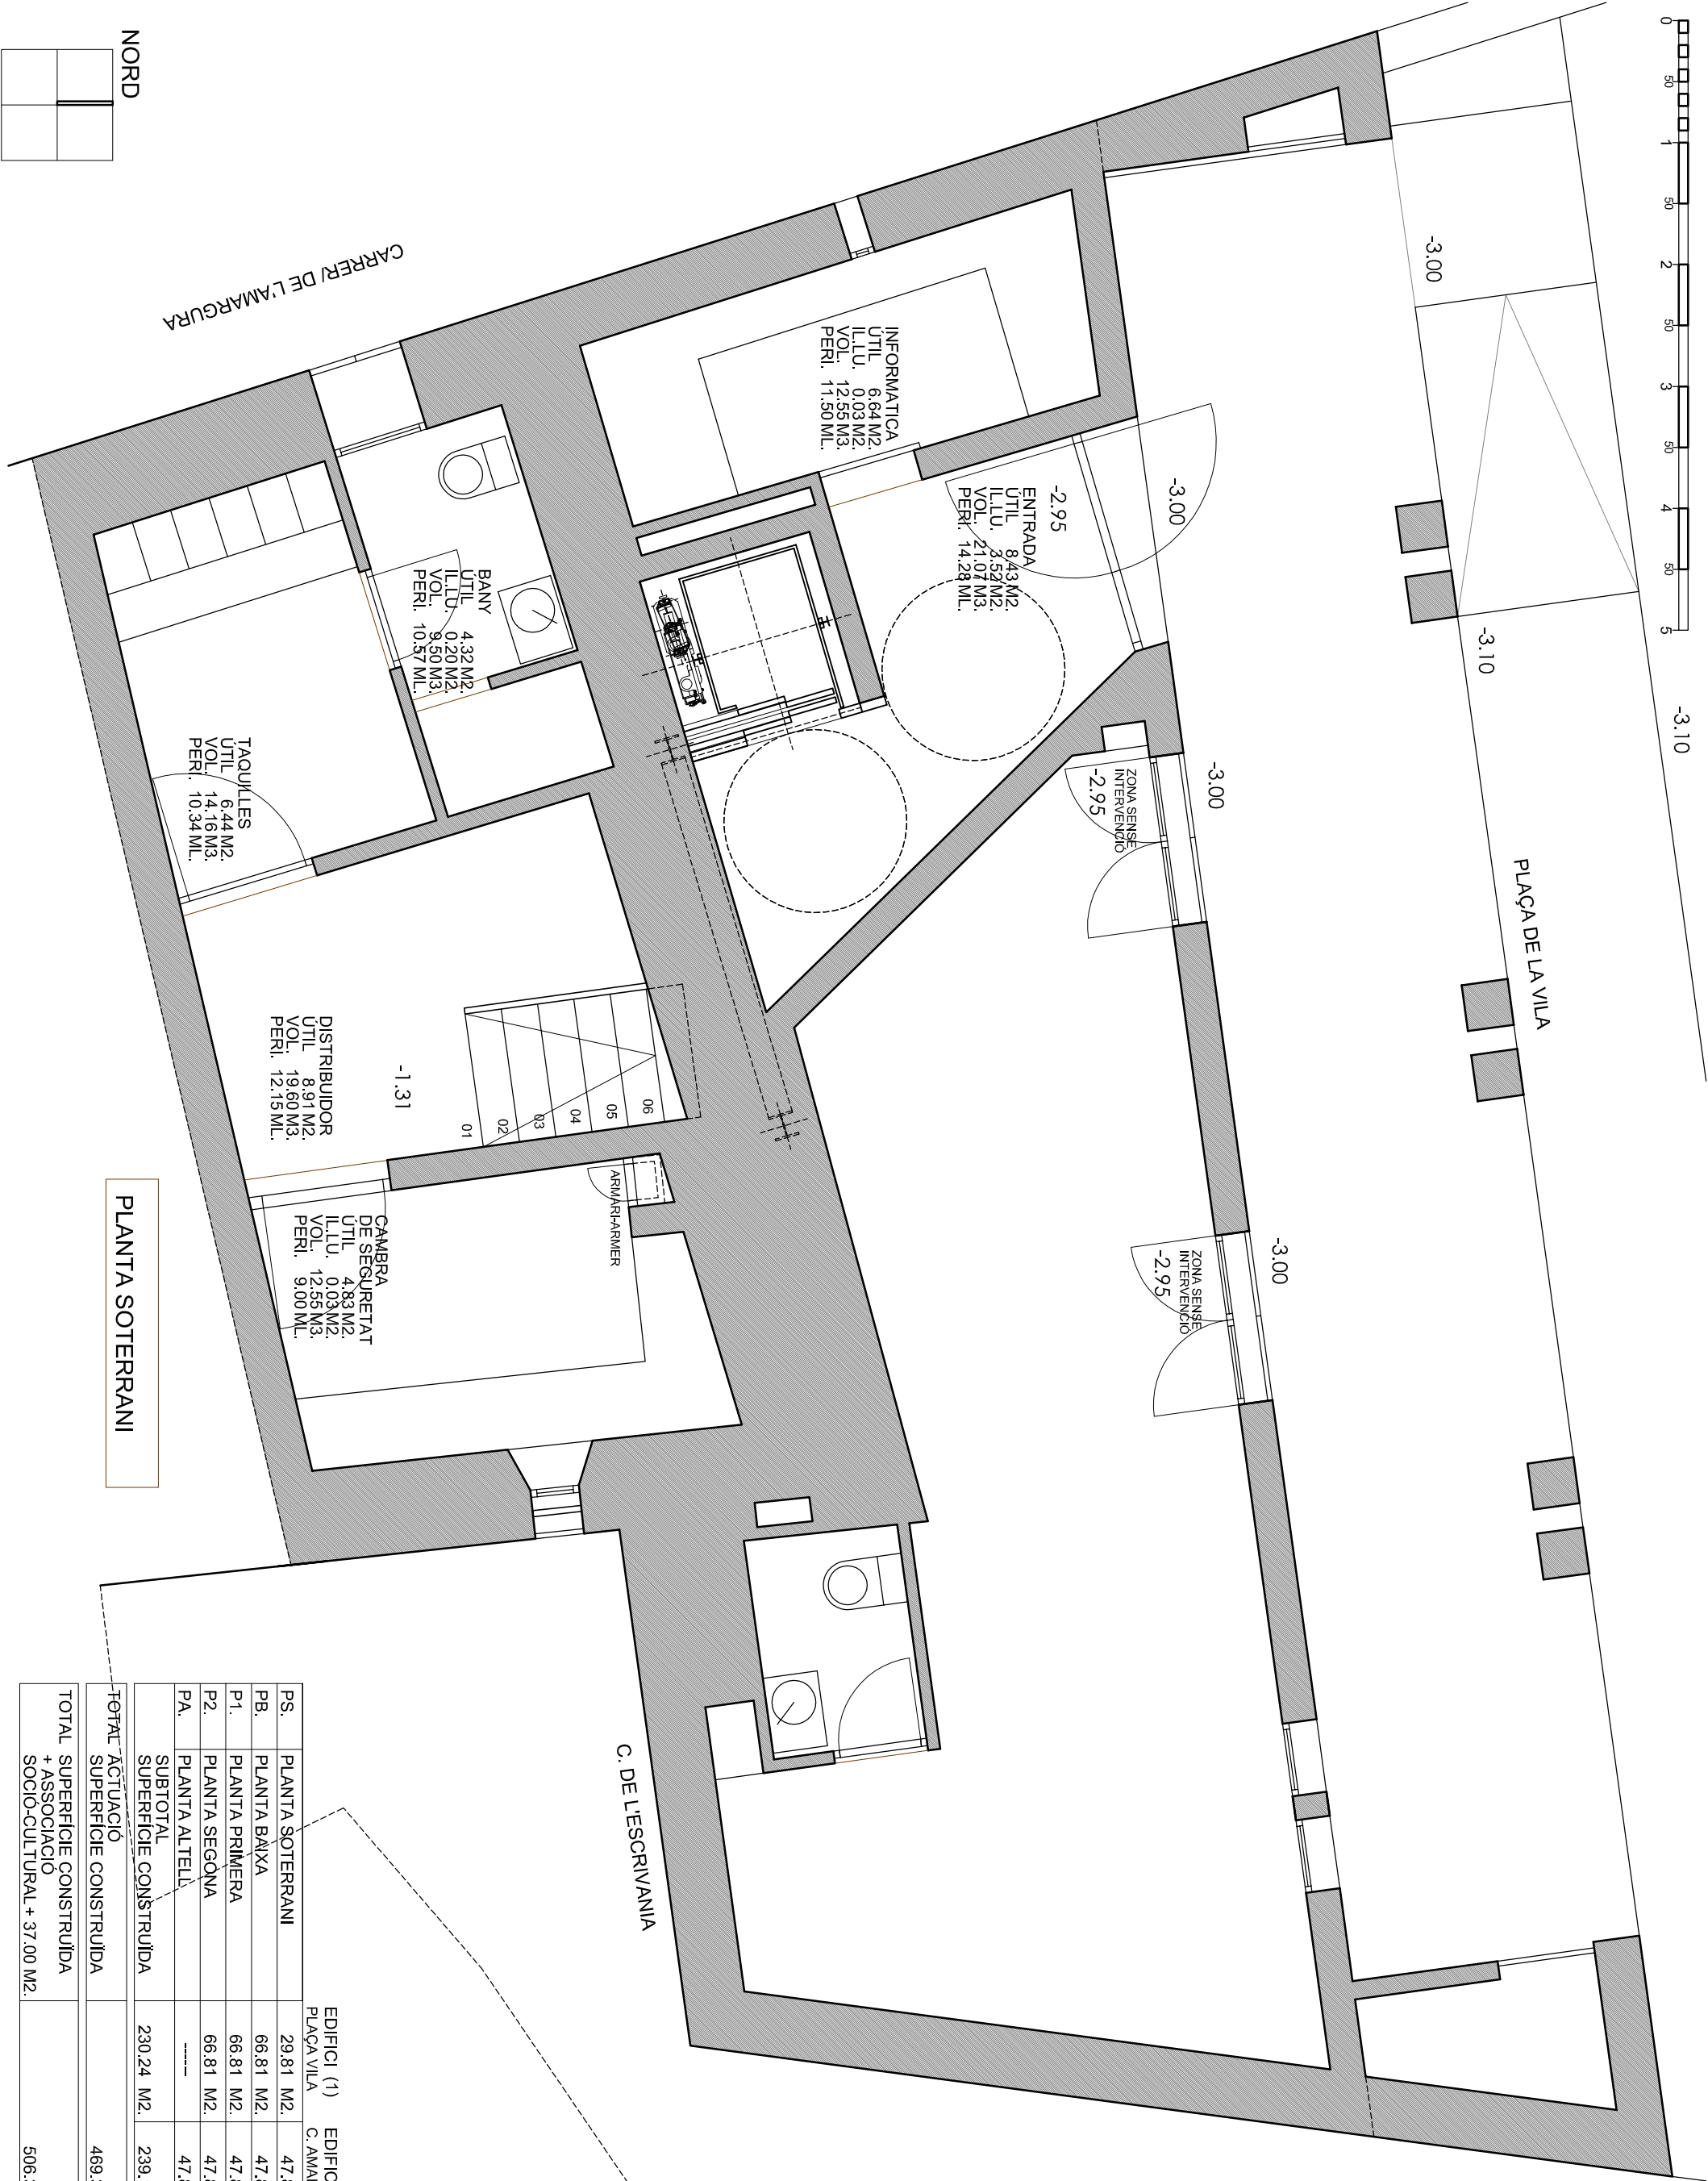 0
50
1
50
2
50
3
50
4
50
5
-3.10
-3.00
-3.10
PLAÇA DE LA VILA
-3.00
-3.00
-3.00
ZONA SENSE
INTERVENCIÓ
-2.95
ZONA SENSE
INTERVENCIÓ
-2.95
-2.95
ENTRADA
ÚTIL 8.43 M2.
IL.LU. 3.52 M2.
VOL. 21.07 M3.
PERI. 14.28 ML.
INFORMATICA
ÚTIL 6.64 M2.
IL.LU. 0.03 M2.
VOL. 12.55 M3.
PERI. 11.50 ML.
BANY
ÚTIL 4.32 M2.
IL.LU. 0.20 M2.
VOL. 9.50 M3.
PERI. 10.57 ML.
TAQUILLES
ÚTIL 6.44 M2.
VOL. 14.16 M3.
PERI. 10.34 ML.
06
05
04
03
02
01
-1.31
DISTRIBUIDOR
ÚTIL 8.91 M2.
VOL. 19.60 M3.
PERI. 12.15 ML.
ARMARI-ARMER
CAMBRA
DE SEGURETAT
ÚTIL 4.83 M2.
IL.LU. 0.03 M2.
VOL. 12.55 M3.
PERI. 9.00 ML.
CARRER/ DE L'AMARGURA
C. DE L'ESCRIVANIA
NORD
PLANTA SOTERRANI
EDIFICI (1)
PLAÇA VILA
PS. PLANTA SOTERRANI 29.81 M2.
PB. PLANTA BAIXA 66.81 M2.
P1. PLANTA PRIMERA 66.81 M2.
P2. PLANTA SEGONA 66.81 M2.
PA. PLANTA ALTELL -----
SUBTOTAL
SUPERFÍCIE CONSTRUÏDA 230.24 M2.
TOTAL ACTUACIÓ
SUPERFÍCIE CONSTRUÏDA
TOTAL SUPERFÍCIE CONSTRUÏDA
+ ASSOCIACIÓ
SOCIÓ-CULTURAL + 37.00 M2.